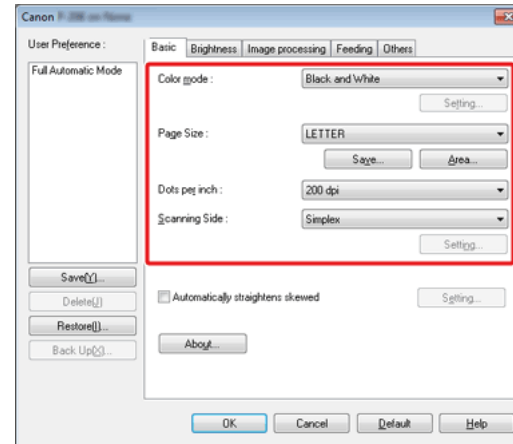 Canon
User Preference :
Full Automatic Mode
Save(Y)...
Delete(J)
Restore(I)...
Back Up(X)...
Basic Brightness Image processing Feeding Others
Color mode : Black and White
Setting...
Page Size : LETTER
Save... Area...
Dots per inch : 200 dpi
Scanning Side : Simplex
Setting...
Automatically straightens skewed Setting...
About...
OK Cancel Default Help